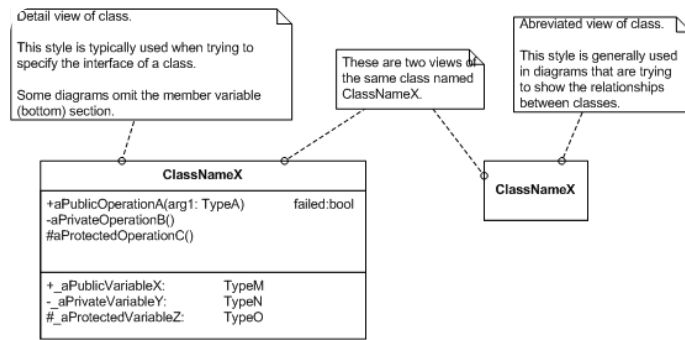 Detail view of class.
This style is typically used when trying to
specify the interface of a class.
Some diagrams omit the member variable
(bottom) section.
These are two views of
the same class named
ClassNameX.
Abreviated view of class.
This style is generally used
in diagrams that are trying
to show the relationships
between classes.
ClassNameX
+aPublicOperationA(arg1: TypeA) failed:bool
-aPrivateOperationB()
#aProtectedOperationC()
+_aPublicVariableX: TypeM
-_aPrivateVariableY: TypeN
#_aProtectedVariableZ: TypeO
ClassNameX